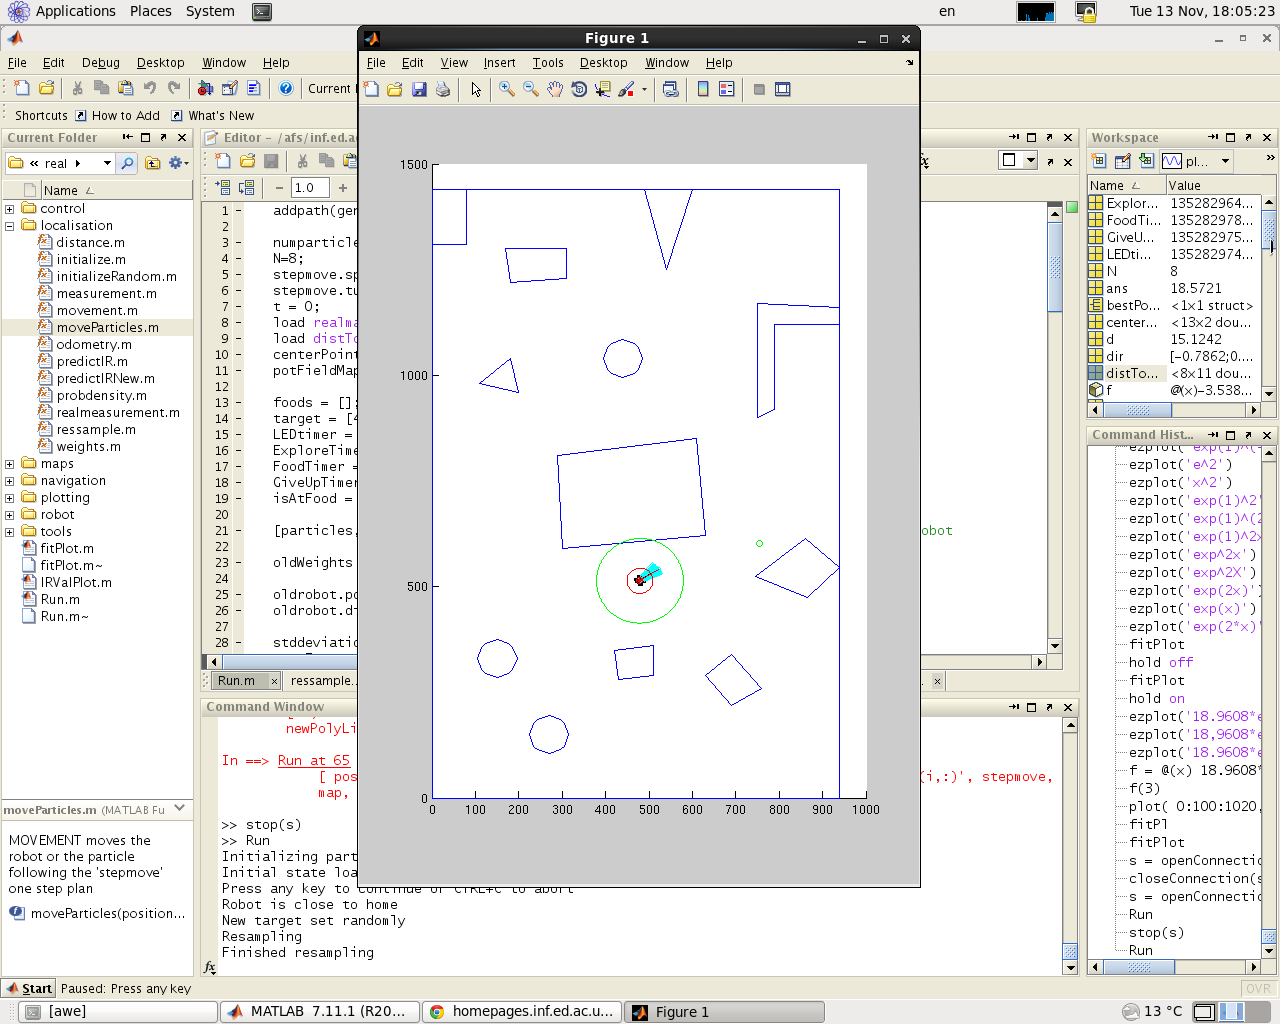 Applications Places System en Tue 13 Nov, 18:05:23
Figure 1
File Edit Debug Desktop Window Help
File Edit View Insert Tools Desktop Window Help
Shortcuts How to Add What's New
Current Folder
« real
Name
control
localisation
distance.m
initialize.m
initializeRandom.m
measurement.m
movement.m
moveParticles.m
odometry.m
predictIR.m
predictIRNew.m
probdensity.m
realmeasurement.m
ressample.m
weights.m
maps
navigation
plotting
robot
tools
fitPlot.m
fitPlot.m~
IRValPlot.m
Run.m
Run.m~
moveParticles.m (MATLAB Fu
MOVEMENT moves the
robot or the particle
following the 'stepmove'
one step plan
moveParticles(position...
Editor - /afs/inf.ed.ac
1.0
1 addpath(gen
2
3 numparticle
4 N=8;
5 stepmove.sp
6 stepmove.tu
7 t = 0;
8 load realma
9 load distTo
10 centerPoint
11 potFieldMap
12
13 foods = [];
14 target = [4
15 LEDtimer =
16 ExploreTime
17 FoodTimer =
18 GiveUpTimer
19 isAtFood =
20
21 [particles, obot
22
23 oldWeights
24
25 oldrobot.po
26 oldrobot.di
27
28 stddeviatio
Run.m ressample.
1500
1000
500
0
0 100 200 300 400 500 600 700 800 900 1000
Command Window
newPolyLi
In ==> Run at 65
[ pos (i,:)', stepmove,
map,
>> stop(s)
>> Run
Initializing part
Initial state loa
Press any key to continue or CTRL+C to abort
Robot is close to home
New target set randomly
Resampling
Finished resampling
Workspace
pl...
Name Value
Explor... 135282964...
FoodTi... 135282978...
GiveU... 135282975...
LEDti... 135282974...
N 8
ans 18.5721
bestPo... <1x1 struct>
center... <13x2 dou...
d 15.1242
dir [-0.7862;0....
distTo... <8x11 dou...
f @(x)-3.538...
Command Hist...
ezplot('exp(1)^(-
ezplot('e^2')
ezplot('x^2')
ezplot('exp(1)^2'
ezplot('exp(1)^(2
ezplot('exp(1)^2x
ezplot('exp^2x')
ezplot('exp^2X')
ezplot('exp(2x)')
ezplot('exp(x)')
ezplot('exp(2*x)'
fitPlot
hold off
fitPlot
hold on
ezplot('18.9608*e
ezplot('18,9608*e
ezplot('18.9608*e
f = @(x) 18.9608*
f(3)
plot( 0:100:1020,
fitPl
fitPlot
s = openConnectio
closeConnection(s
s = openConnectio
Run
stop(s)
Run
Start Paused: Press any key OVR
[awe] MATLAB 7.11.1 (R20... homepages.inf.ed.ac.u... Figure 1 13 °C